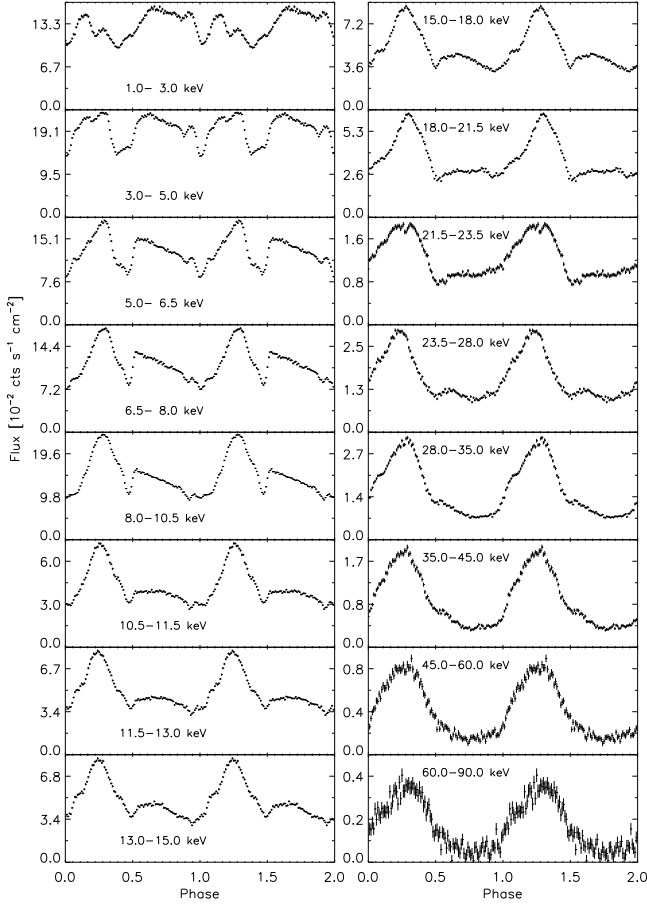 Flux [10⁻² cts s⁻¹ cm⁻²]
13.3
6.7
0.0
1.0− 3.0 keV
19.1
9.5
0.0
3.0− 5.0 keV
15.1
7.6
0.0
5.0− 6.5 keV
14.4
7.2
0.0
6.5− 8.0 keV
19.6
9.8
0.0
8.0−10.5 keV
6.0
3.0
0.0
10.5−11.5 keV
6.7
3.4
0.0
11.5−13.0 keV
6.8
3.4
0.0
13.0−15.0 keV
0.0 0.5 1.0 1.5 2.0
Phase
7.2
3.6
0.0
15.0−18.0 keV
5.3
2.6
0.0
18.0−21.5 keV
1.6
0.8
0.0
21.5−23.5 keV
2.5
1.3
0.0
23.5−28.0 keV
2.7
1.4
0.0
28.0−35.0 keV
1.7
0.8
0.0
35.0−45.0 keV
0.8
0.4
0.0
45.0−60.0 keV
0.4
0.2
0.0
60.0−90.0 keV
0.0 0.5 1.0 1.5 2.0
Phase